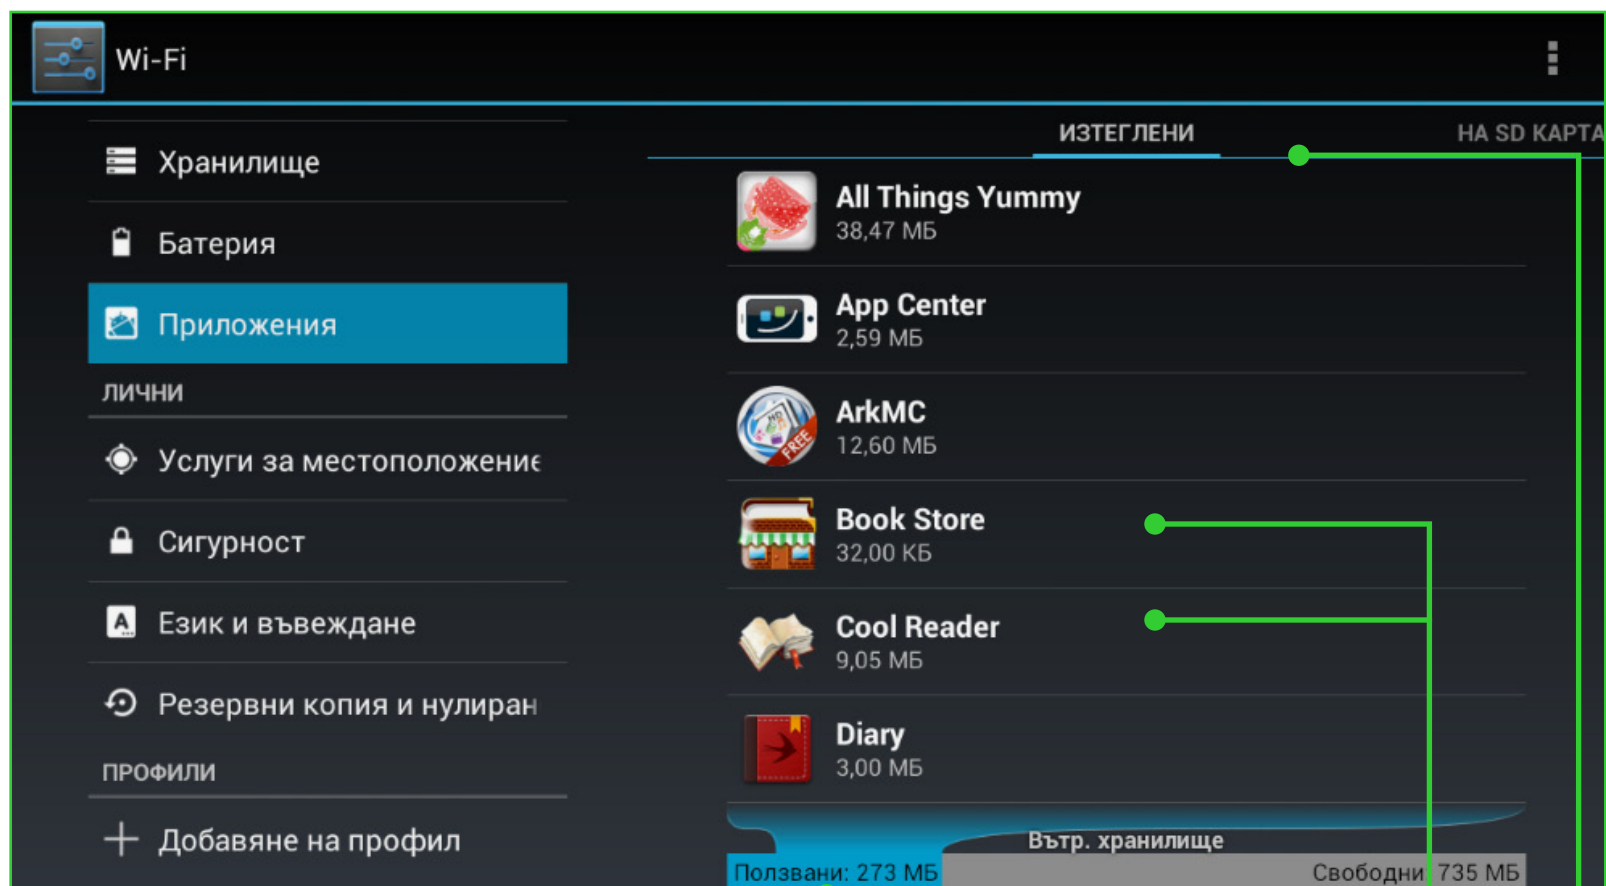 Wi-Fi
Хранилище
Батерия
Приложения
ЛИЧНИ
Услуги за местоположение
Сигурност
Език и въвеждане
Резервни копия и нулиран
ПРОФИЛИ
Добавяне на профил
ИЗТЕГЛЕНИ
НА SD КАРТА
All Things Yummy
38,47 МБ
App Center
2,59 МБ
ArkMC
12,60 МБ
Book Store
32,00 КБ
Cool Reader
9,05 МБ
Diary
3,00 МБ
Вътр. хранилище
Ползвани: 273 МБ
Свободни: 735 МБ